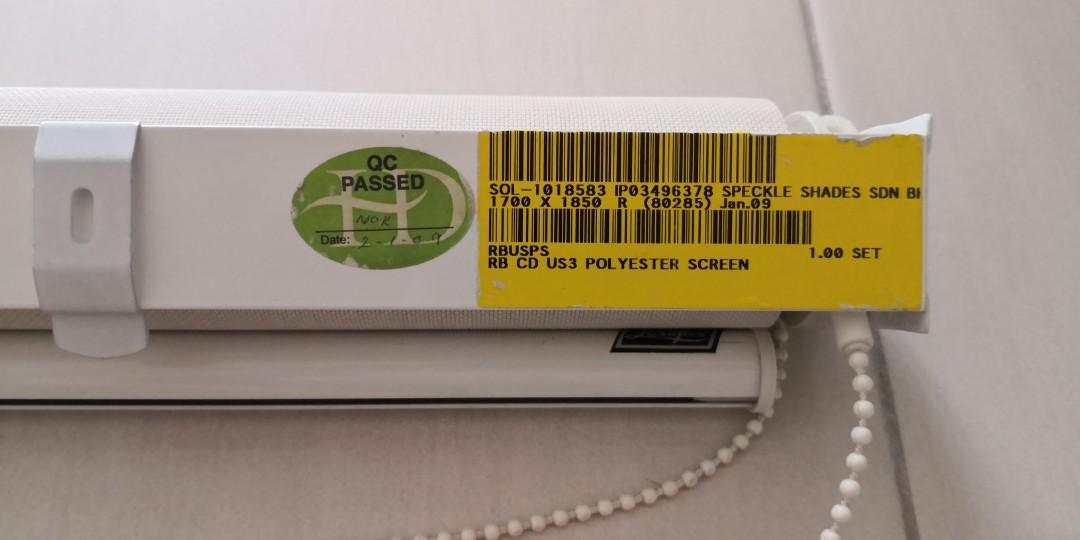 QC
PASSED
NOR
Date: 2-1-09
SOL-1018583 IP03496378 SPECKLE SHADES SDN BH
1700 X 1850 R (80285) Jan.09
RBUSPS
1.00 SET
RB CD US3 POLYESTER SCREEN